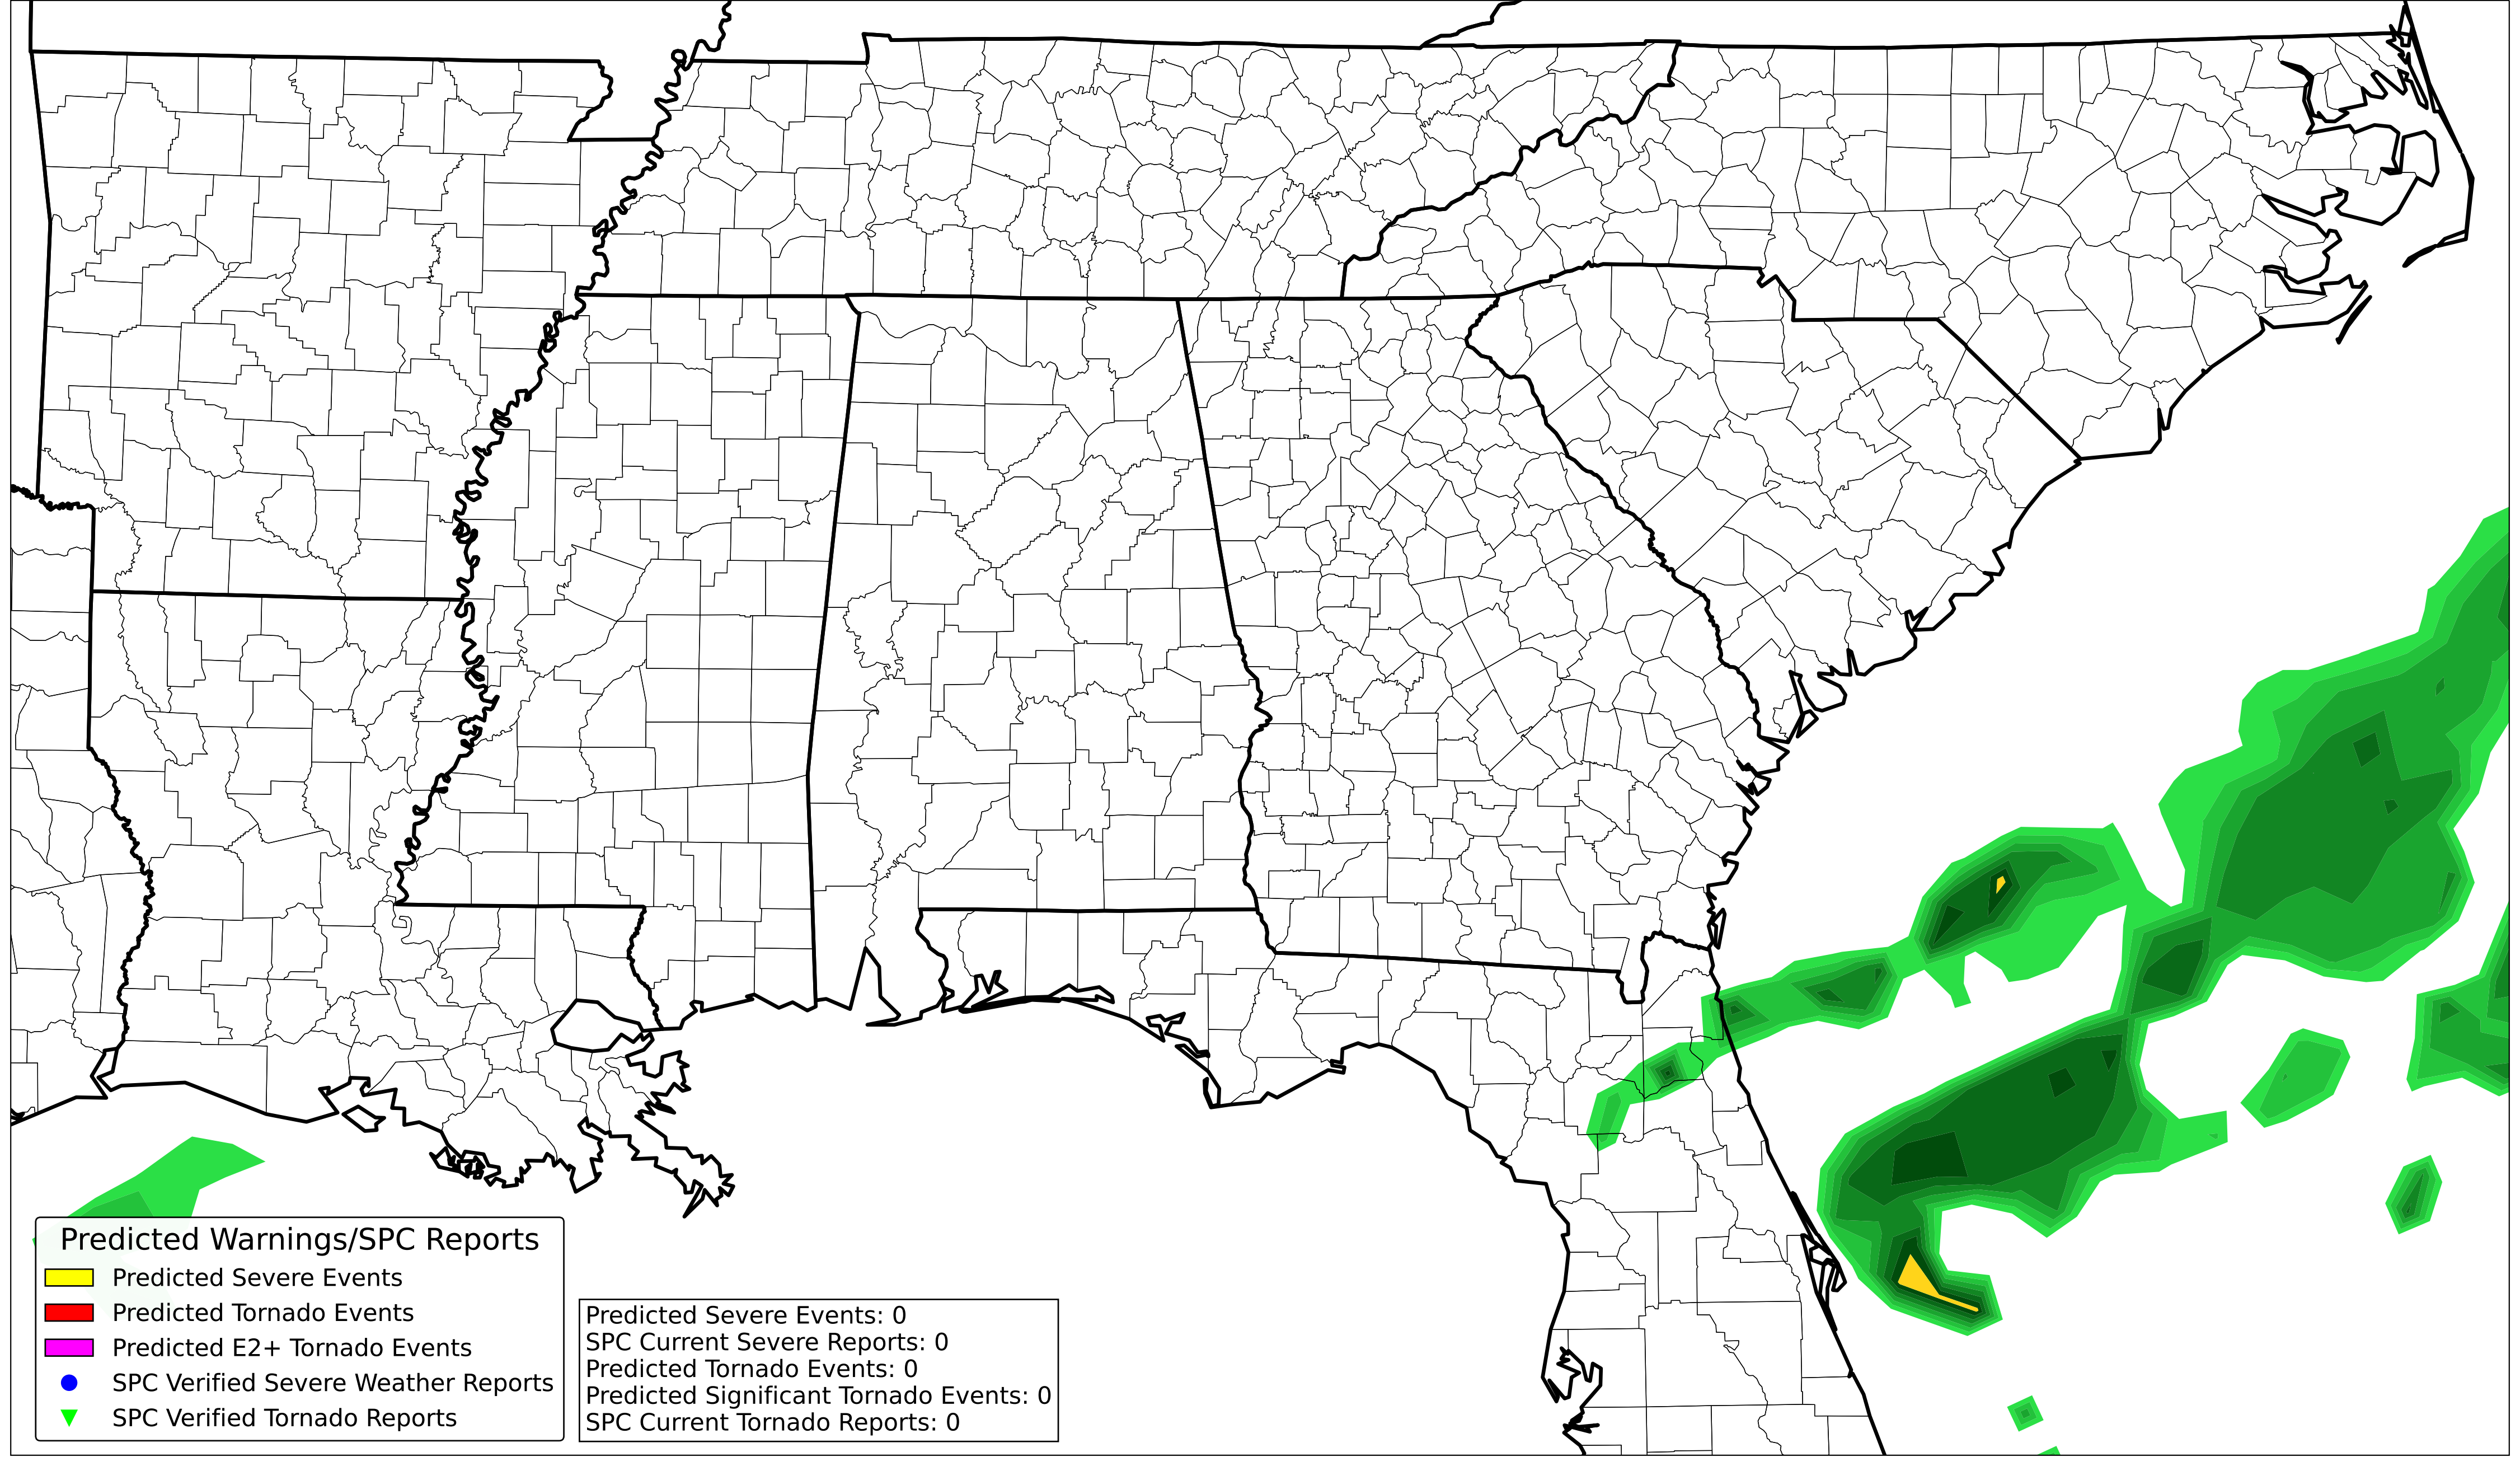 Predicted Warnings/SPC Reports
Predicted Severe Events
Predicted Tornado Events
Predicted E2+ Tornado Events
SPC Verified Severe Weather Reports
SPC Verified Tornado Reports
Predicted Severe Events: 0
SPC Current Severe Reports: 0
Predicted Tornado Events: 0
Predicted Significant Tornado Events: 0
SPC Current Tornado Reports: 0